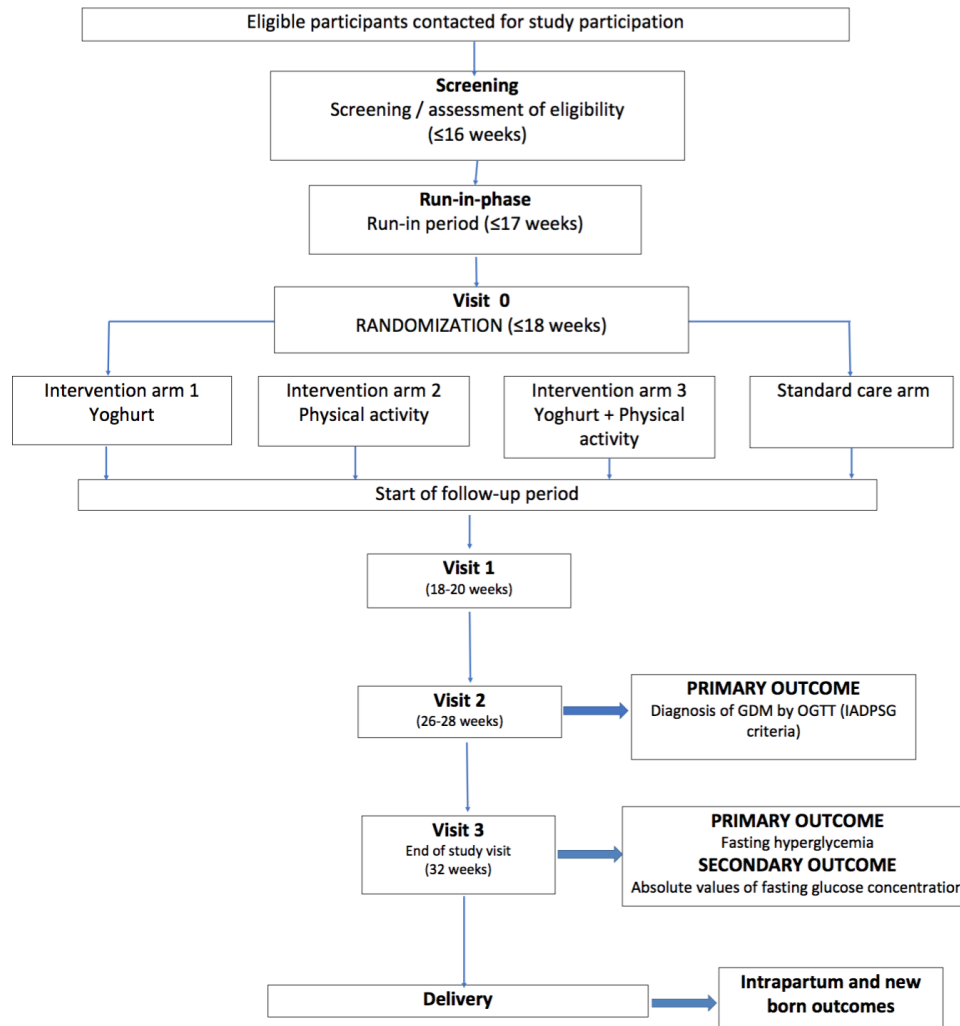 Eligible participants contacted for study participation
Screening
Screening / assessment of eligibility
(≤16 weeks)
Run-in-phase
Run-in period (≤17 weeks)
Visit 0
RANDOMIZATION (≤18 weeks)
Intervention arm 1
Yoghurt
Intervention arm 2
Physical activity
Intervention arm 3
Yoghurt + Physical
activity
Standard care arm
Start of follow-up period
Visit 1
(18-20 weeks)
Visit 2
(26-28 weeks)
PRIMARY OUTCOME
Diagnosis of GDM by OGTT (IADPSG
criteria)
Visit 3
End of study visit
(32 weeks)
PRIMARY OUTCOME
Fasting hyperglycemia
SECONDARY OUTCOME
Absolute values of fasting glucose concentration
Delivery
Intrapartum and new
born outcomes